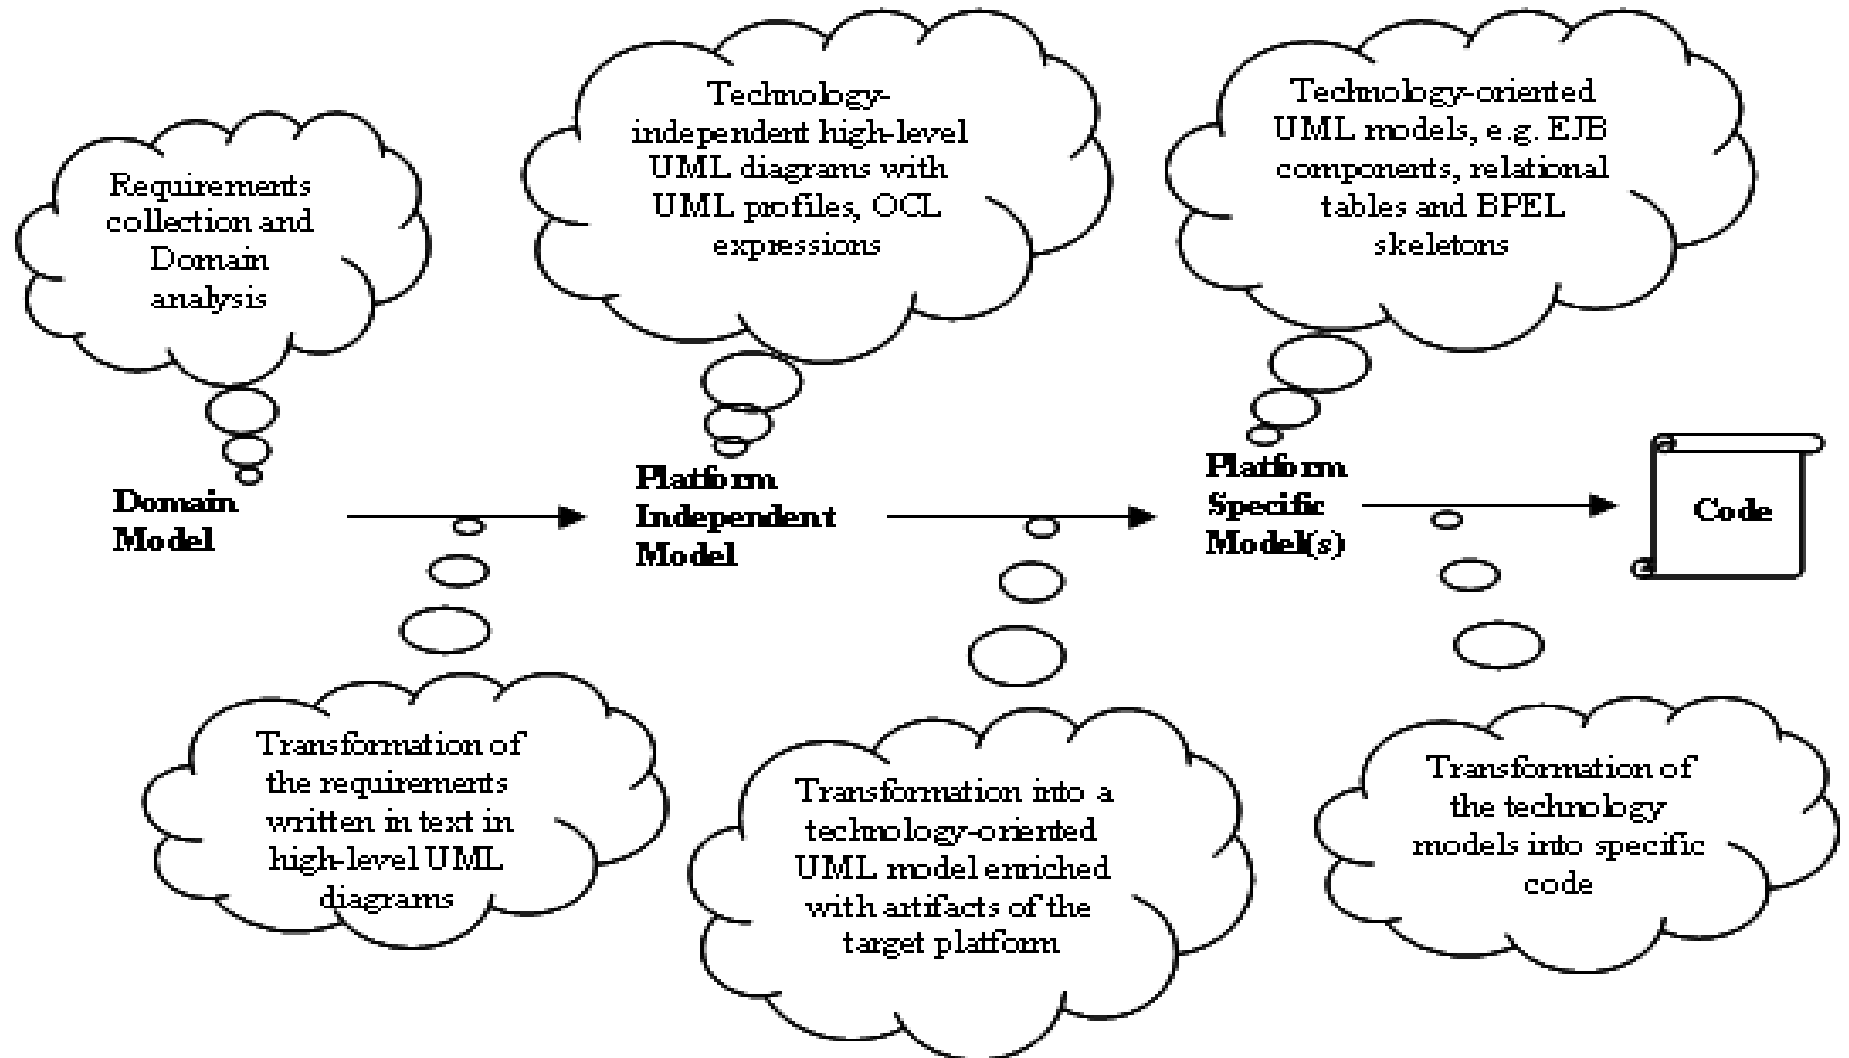 Requirements
collection and
Domain
analysis
Technology-
independent high-level
UML diagrams with
UML profiles, OCL
expressions
Technology-oriented
UML models, e.g. EJB
components, relational
tables and BPEL
skeletons
Domain
Model
Platform
Independent
Model
Platform
Specific
Model(s)
Code
Transformation of
the requirements
written in text in
high-level UML
diagrams
Transformation into a
technology-oriented
UML model enriched
with artifacts of the
target platform
Transformation of
the technology
models into specific
code